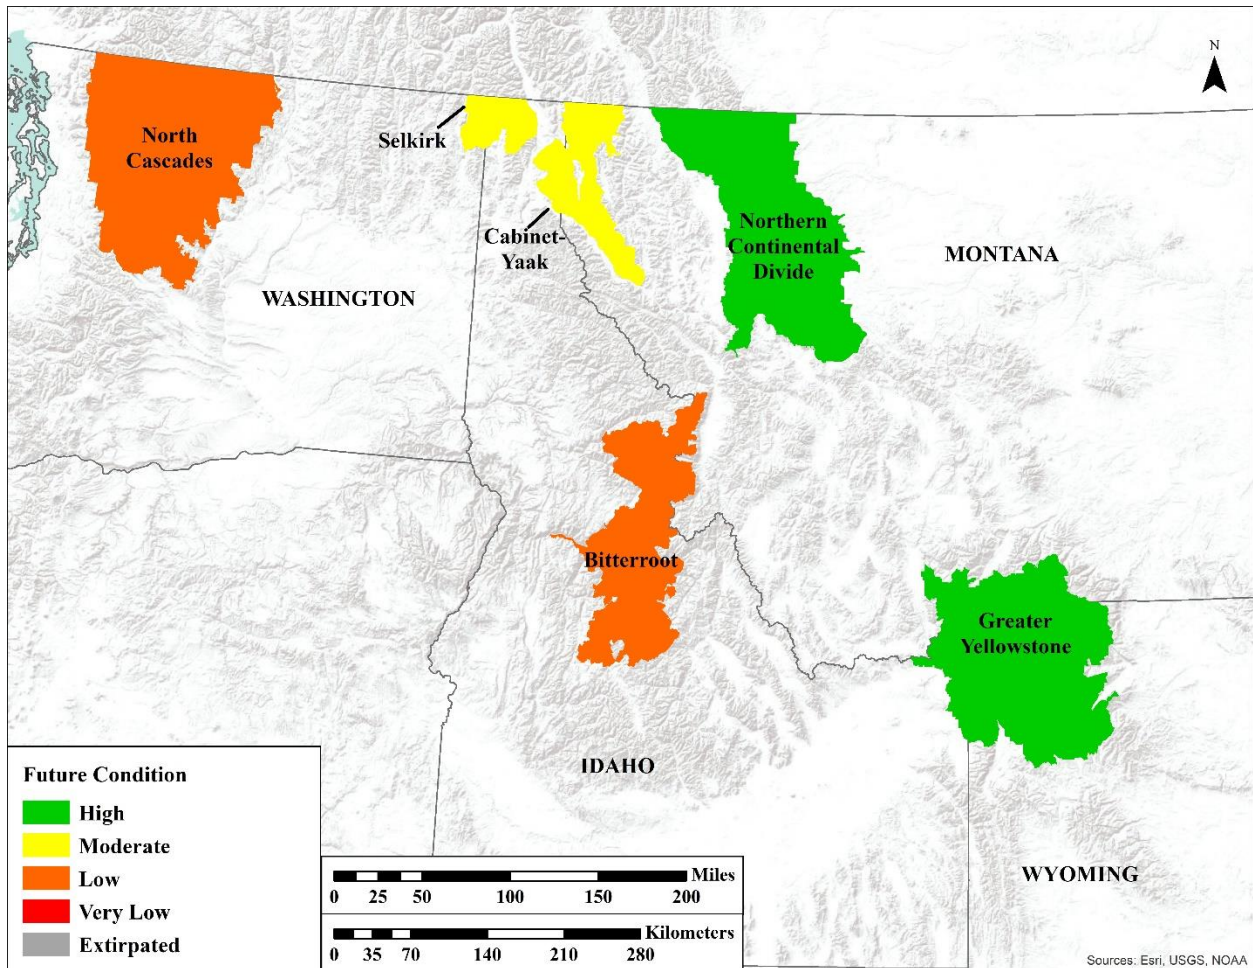 N
North
Cascades
Selkirk
Cabinet-
Yaak
Northern
Continental
Divide
MONTANA
WASHINGTON
Bitterroot
Greater
Yellowstone
IDAHO
WYOMING
Future Condition
High
Moderate
Low
Very Low
Extirpated
Miles
0 25 50 100 150 200
Kilometers
0 35 70 140 210 280
Sources: Esri, USGS, NOAA